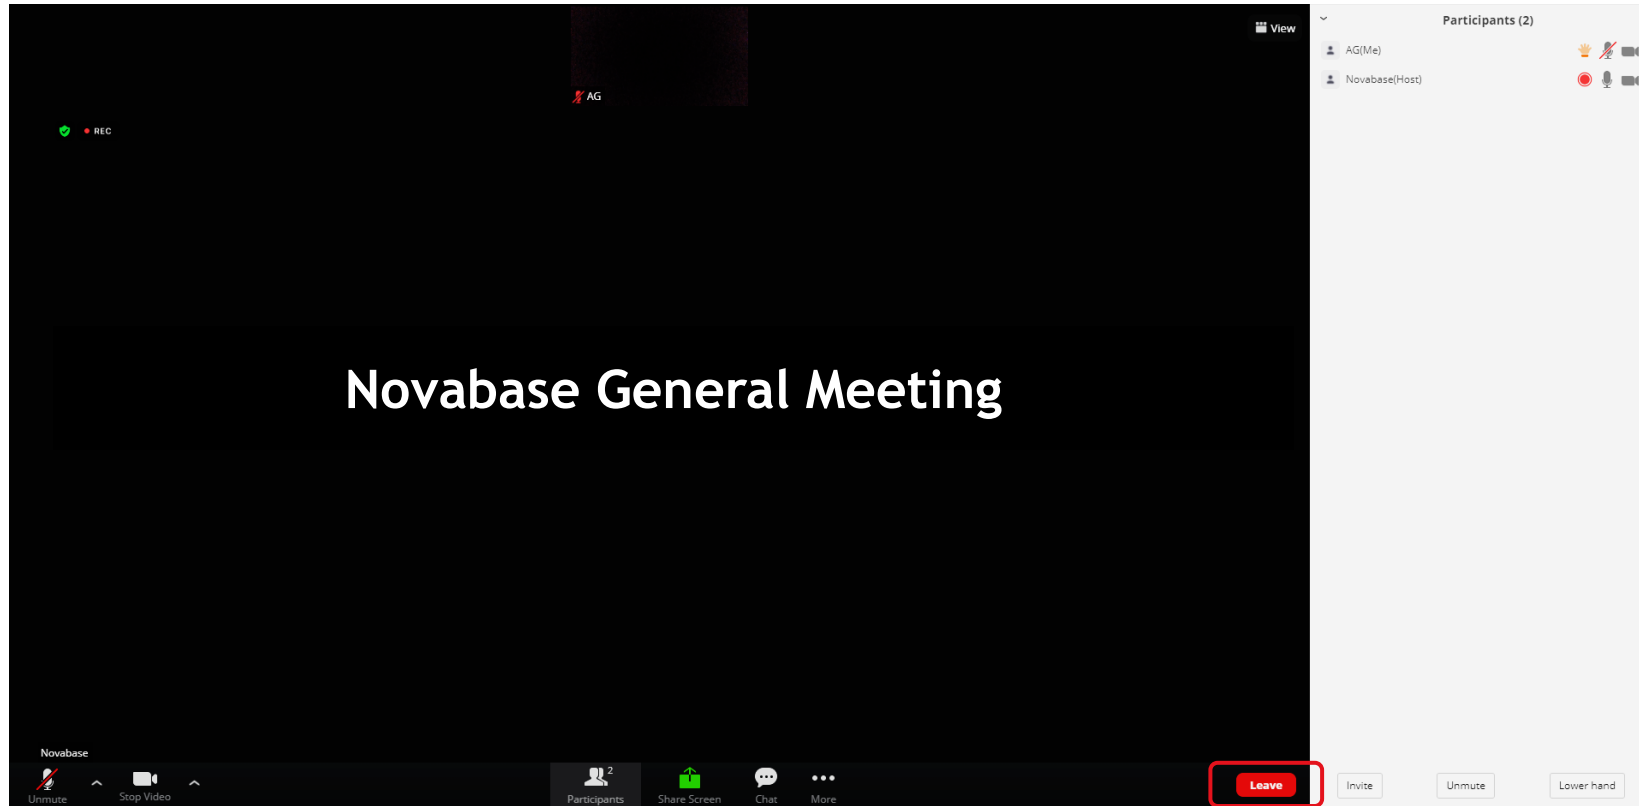 View
Participants (2)
AG(Me)
Novabase(Host)
AG
REC
Novabase General Meeting
Novabase
Unmute
Stop Video
2
Participants
Share Screen
Chat
More
Leave
Invite
Unmute
Lower hand